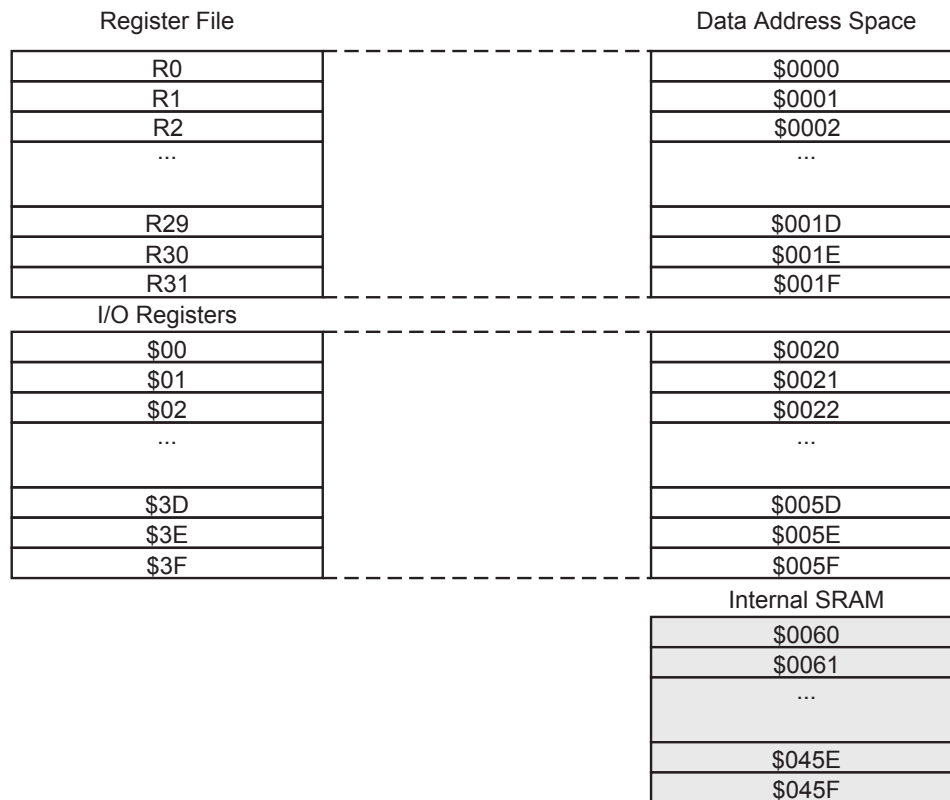 Register File Data Address Space
R0 $0000
R1 $0001
R2 $0002
... ...
R29 $001D
R30 $001E
R31 $001F
I/O Registers
$00 $0020
$01 $0021
$02 $0022
... ...
$3D $005D
$3E $005E
$3F $005F
Internal SRAM
$0060
$0061
...
$045E
$045F